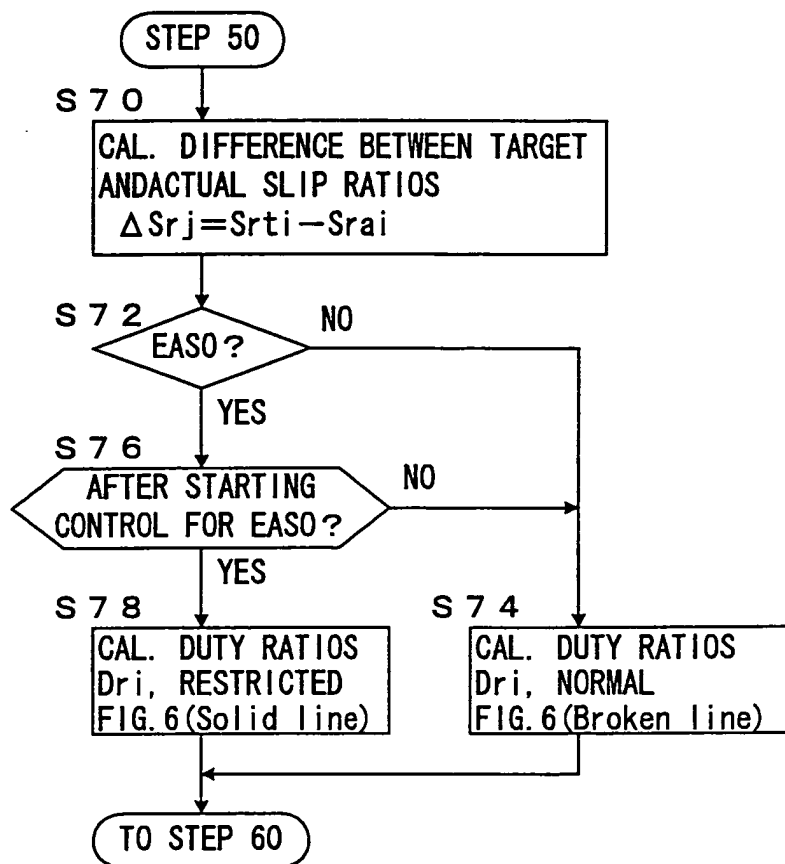 STEP 50
S70
CAL. DIFFERENCE BETWEEN TARGET
ANDACTUAL SLIP RATIOS
ΔSrj=Srti-Srai
S72
EASO?
NO
YES
S76
AFTER STARTING
CONTROL FOR EASO?
NO
YES
S78
CAL. DUTY RATIOS
Dri, RESTRICTED
FIG.6(Solid line)
S74
CAL. DUTY RATIOS
Dri, NORMAL
FIG.6(Broken line)
TO STEP 60